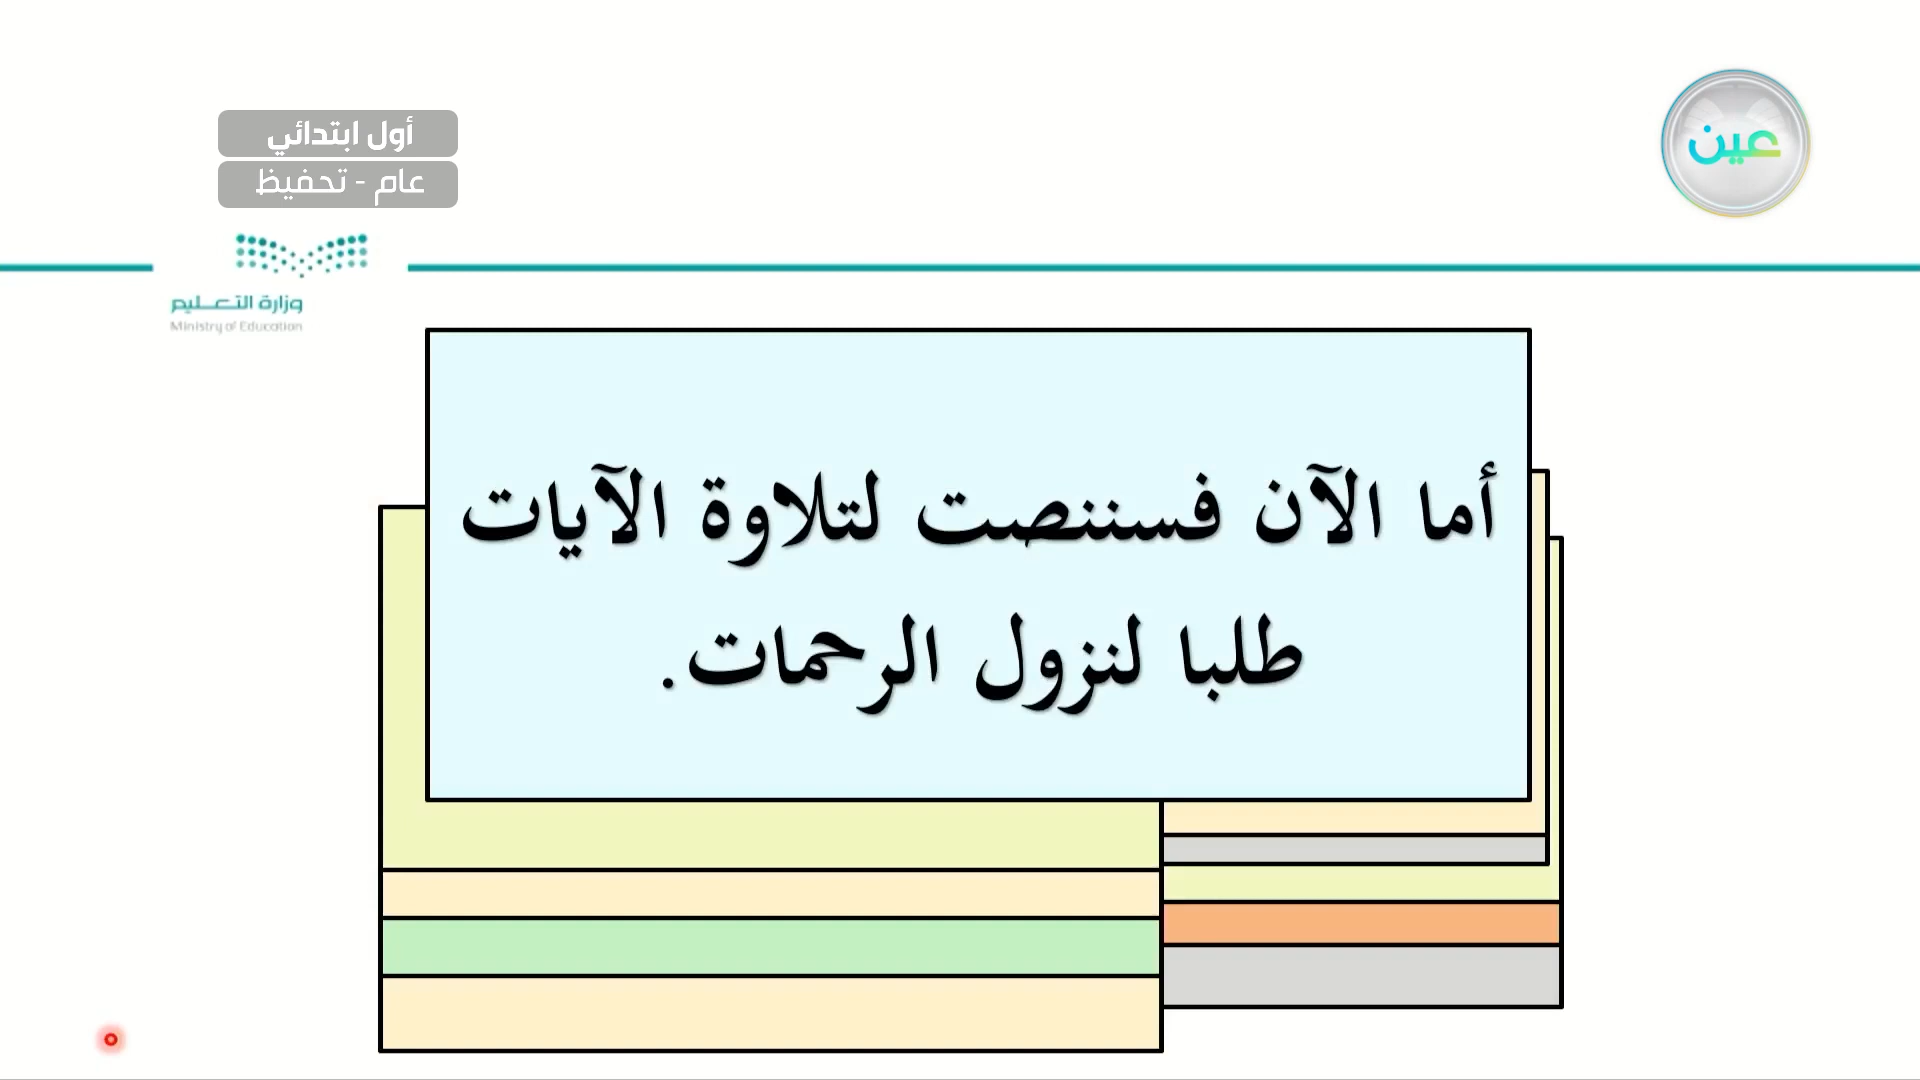 أول ابتدائي
عام - تحفيظ
عين
وزارة التعليم
Ministry of Education
أما الآن فسننصت لتلاوة الآيات
طلبا لنزول الرحمات.